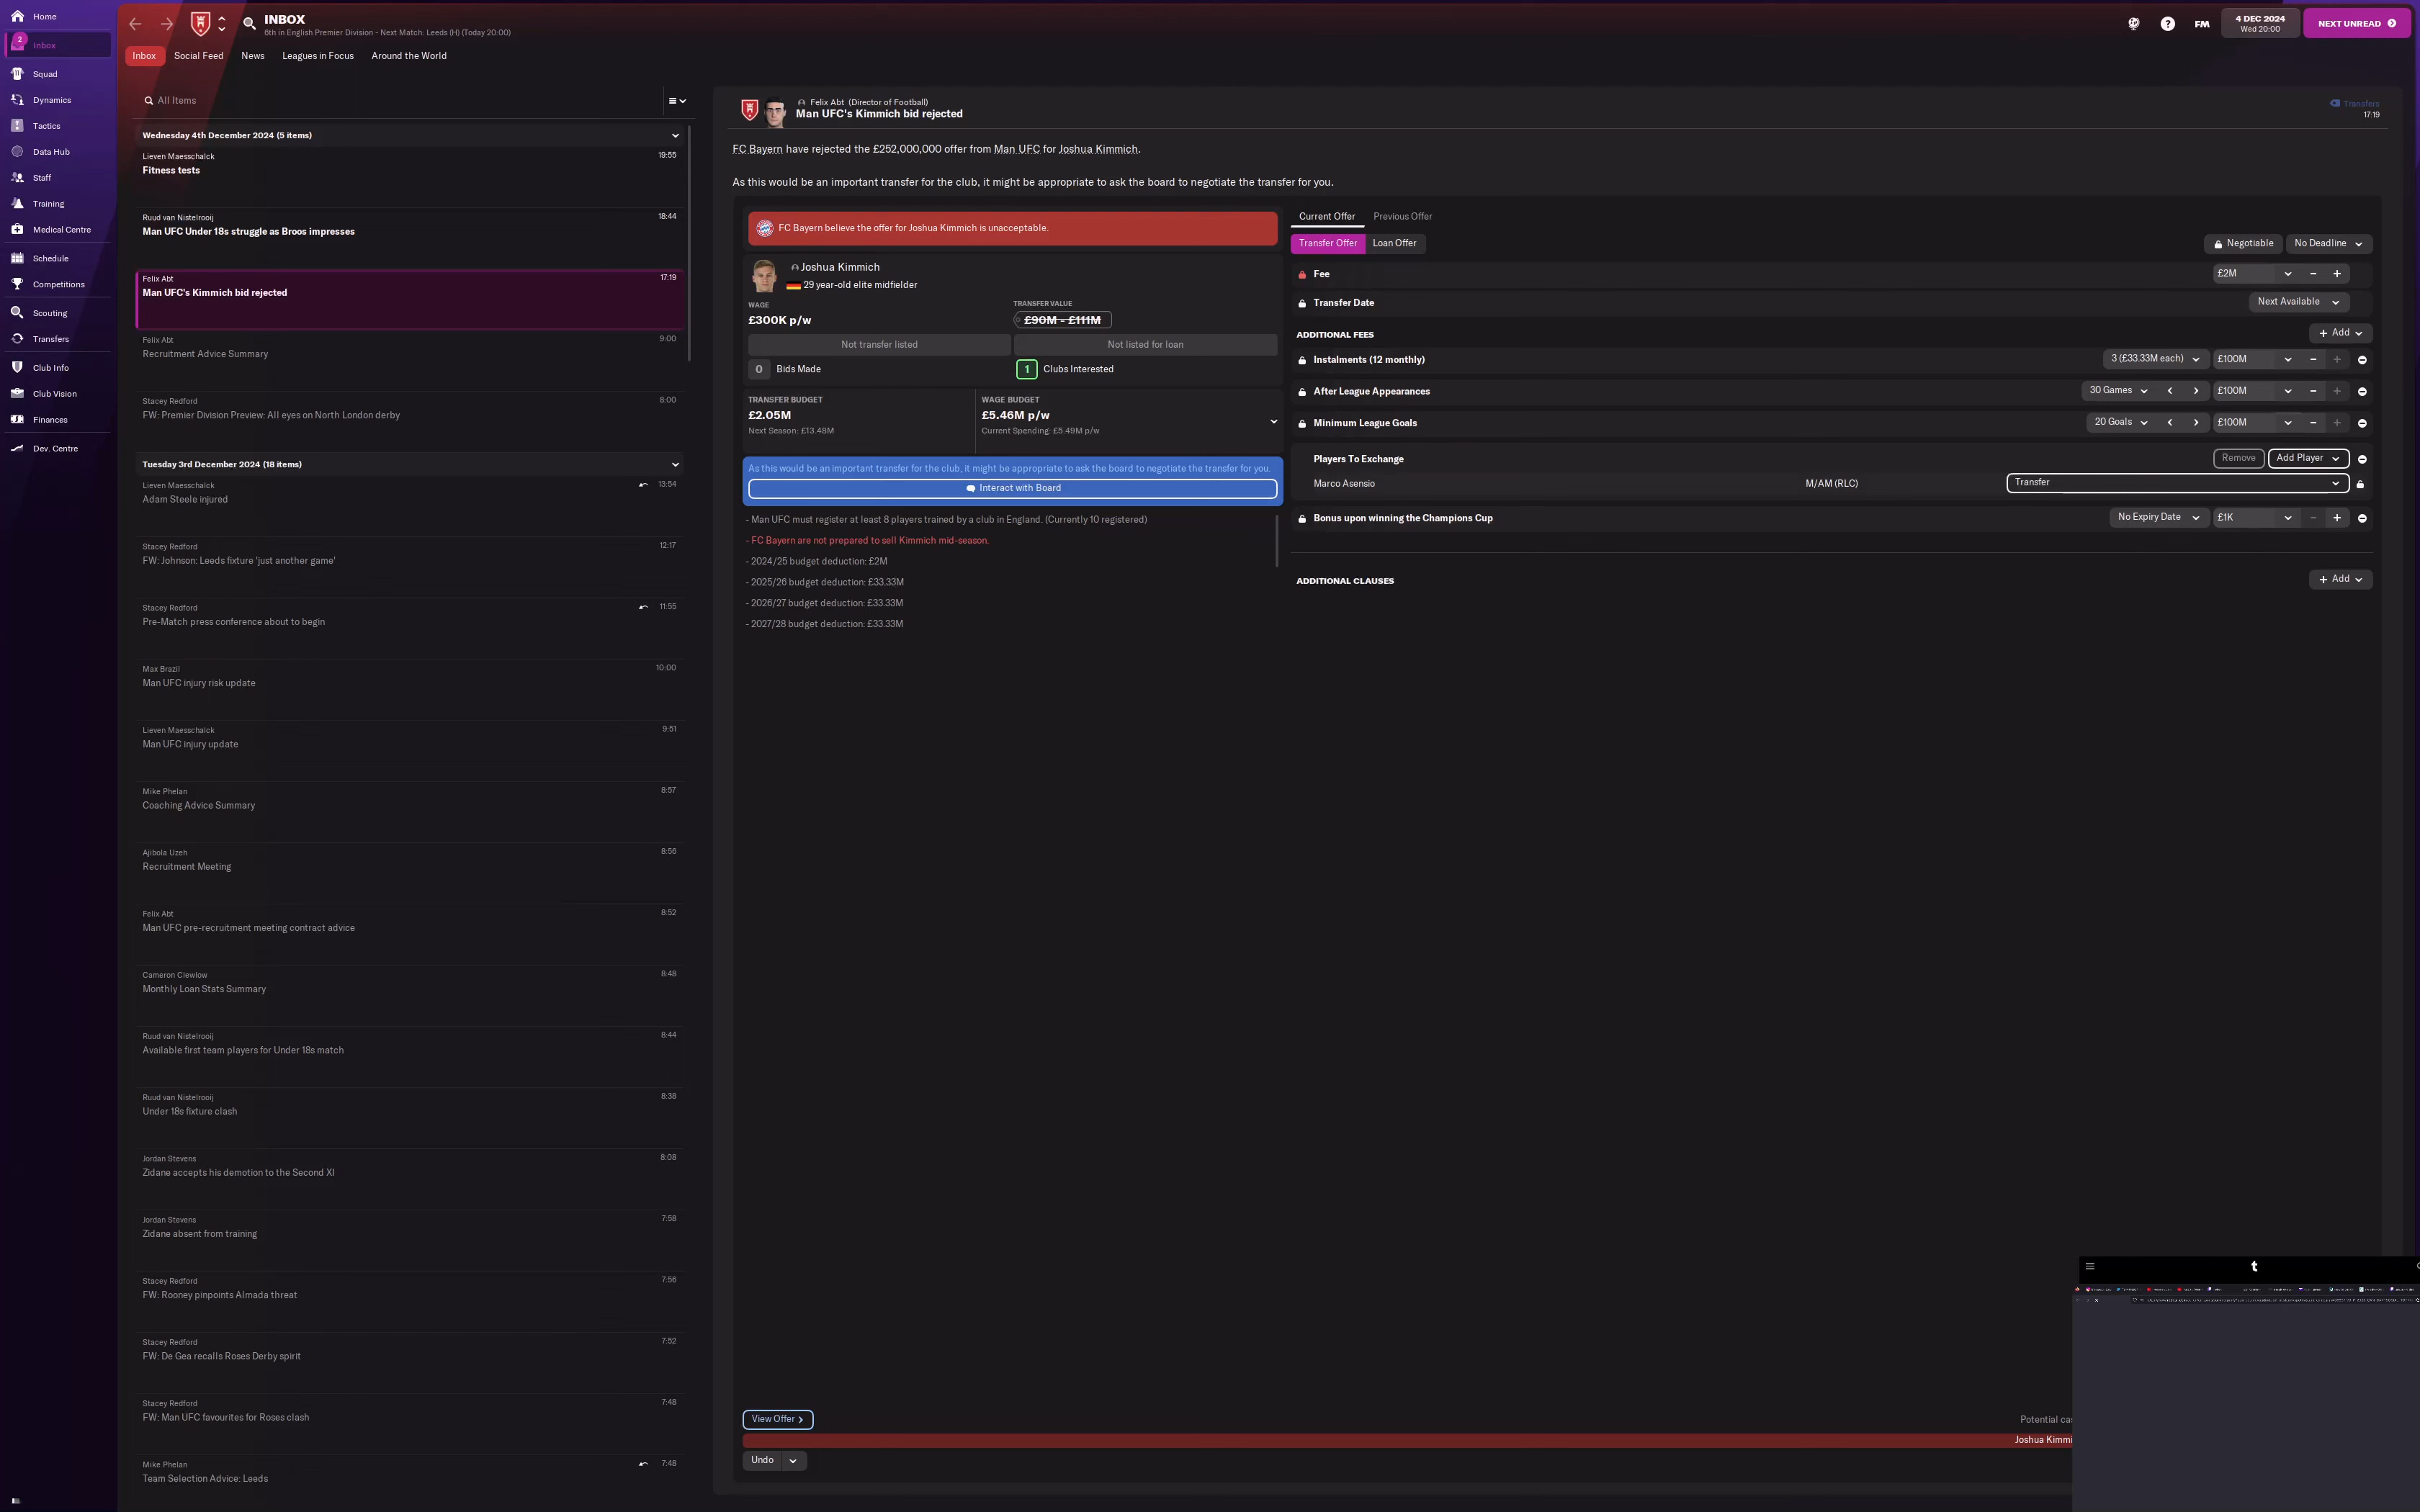 Home
2
Inbox
Squad
Dynamics
Tactics
Data Hub
Staff
Training
Medical Centre
Schedule
Competitions
Scouting
Transfers
Club Info
Club Vision
Finances
Dev. Centre
INBOX
6th in English Premier Division - Next Match: Leeds (H) (Today 20:00)
FM
4 DEC 2024
Wed 20:00
NEXT UNREAD
Inbox Social Feed News Leagues in Focus Around the World
All Items
Wednesday 4th December 2024 (5 items)
Lieven Maesschalck 19:55
Fitness tests
Ruud van Nistelrooij 18:44
Man UFC Under 18s struggle as Broos impresses
Felix Abt 17:19
Man UFC's Kimmich bid rejected
Felix Abt 9:00
Recruitment Advice Summary
Stacey Redford 8:00
FW: Premier Division Preview: All eyes on North London derby
Tuesday 3rd December 2024 (18 items)
Lieven Maesschalck 13:54
Adam Steele injured
Stacey Redford 12:17
FW: Johnson: Leeds fixture 'just another game'
Stacey Redford 11:55
Pre-Match press conference about to begin
Max Brazil 10:00
Man UFC injury risk update
Lieven Maesschalck 9:51
Man UFC injury update
Mike Phelan 8:57
Coaching Advice Summary
Ajibola Uzeh 8:56
Recruitment Meeting
Felix Abt 8:52
Man UFC pre-recruitment meeting contract advice
Cameron Clewlow 8:48
Monthly Loan Stats Summary
Ruud van Nistelrooij 8:44
Available first team players for Under 18s match
Ruud van Nistelrooij 8:38
Under 18s fixture clash
Jordan Stevens 8:08
Zidane accepts his demotion to the Second XI
Jordan Stevens 7:58
Zidane absent from training
Stacey Redford 7:56
FW: Rooney pinpoints Almada threat
Stacey Redford 7:52
FW: De Gea recalls Roses Derby spirit
Stacey Redford 7:48
FW: Man UFC favourites for Roses clash
Mike Phelan 7:48
Team Selection Advice: Leeds
Felix Abt (Director of Football)
Man UFC's Kimmich bid rejected
Transfers
17:19
FC Bayern have rejected the £252,000,000 offer from Man UFC for Joshua Kimmich.
As this would be an important transfer for the club, it might be appropriate to ask the board to negotiate the transfer for you.
FC Bayern believe the offer for Joshua Kimmich is unacceptable.
Joshua Kimmich
29 year-old elite midfielder
WAGE TRANSFER VALUE
£300K p/w £90M - £111M
Not transfer listed Not listed for loan
0 Bids Made 1 Clubs Interested
TRANSFER BUDGET WAGE BUDGET
£2.05M £5.46M p/w
Next Season: £13.48M Current Spending: £5.49M p/w
As this would be an important transfer for the club, it might be appropriate to ask the board to negotiate the transfer for you.
Interact with Board
- Man UFC must register at least 8 players trained by a club in England. (Currently 10 registered)
- FC Bayern are not prepared to sell Kimmich mid-season.
- 2024/25 budget deduction: £2M
- 2025/26 budget deduction: £33.33M
- 2026/27 budget deduction: £33.33M
- 2027/28 budget deduction: £33.33M
Current Offer Previous Offer
Transfer Offer Loan Offer Negotiable No Deadline
Fee £2M
Transfer Date Next Available
ADDITIONAL FEES Add
Instalments (12 monthly) 3 (£33.33M each) £100M
After League Appearances 30 Games £100M
Minimum League Goals 20 Goals £100M
Players To Exchange Remove Add Player
Marco Asensio M/AM (RLC) Transfer
Bonus upon winning the Champions Cup No Expiry Date £1K
ADDITIONAL CLAUSES Add
View Offer
Potential
Joshua
Undo
t